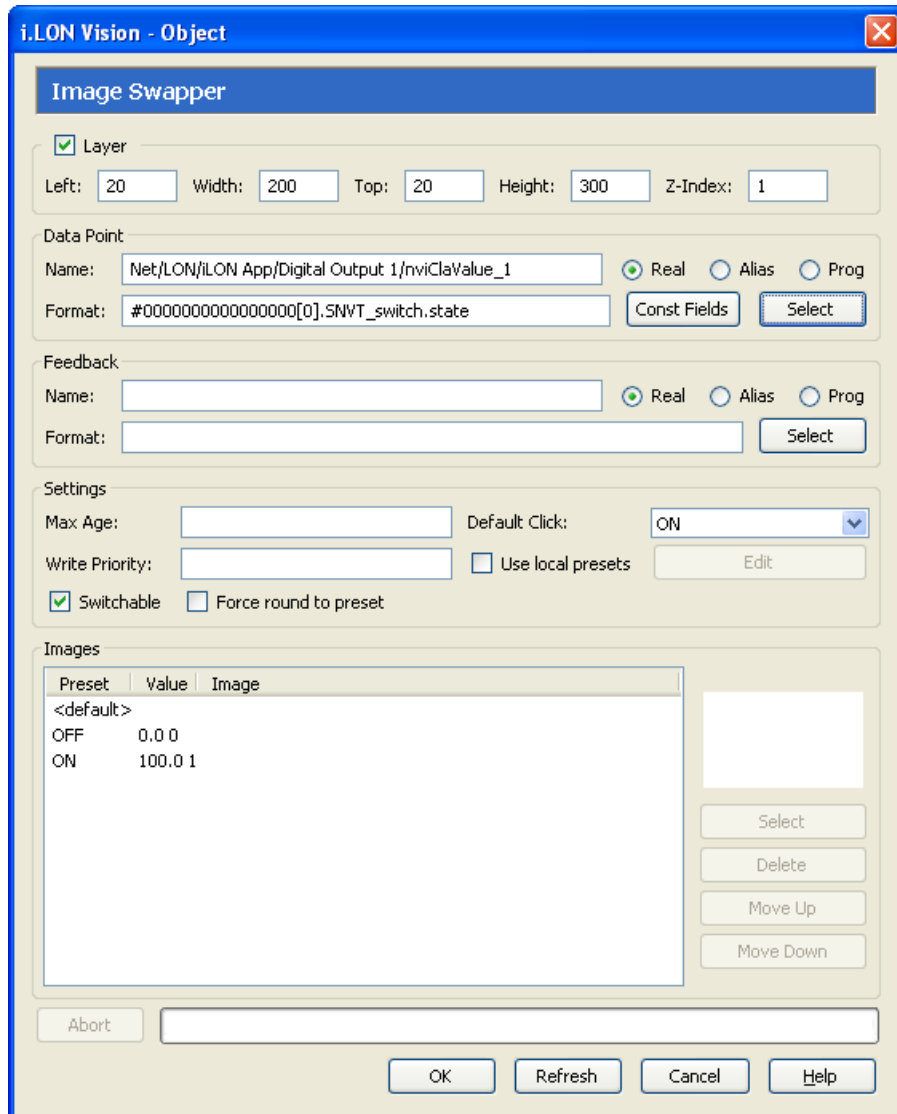 i.LON Vision - Object
Image Swapper
Layer
Left: 20 Width: 200 Top: 20 Height: 300 Z-Index: 1
Data Point
Name: Net/LON/iLON App/Digital Output 1/nviClaValue_1 Real Alias Prog
Format: #0000000000000000[0].SNVT_switch.state Const Fields Select
Feedback
Name: Real Alias Prog
Format: Select
Settings
Max Age: Default Click: ON
Write Priority: Use local presets Edit
Switchable Force round to preset
Images
Preset Value Image
<default>
OFF 0.0 0
ON 100.0 1
Select
Delete
Move Up
Move Down
Abort
OK Refresh Cancel Help